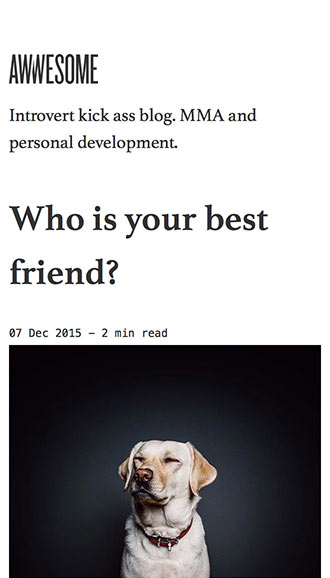 AWWESOME
Introvert kick ass blog. MMA and
personal development.
Who is your best
friend?
07 Dec 2015 – 2 min read